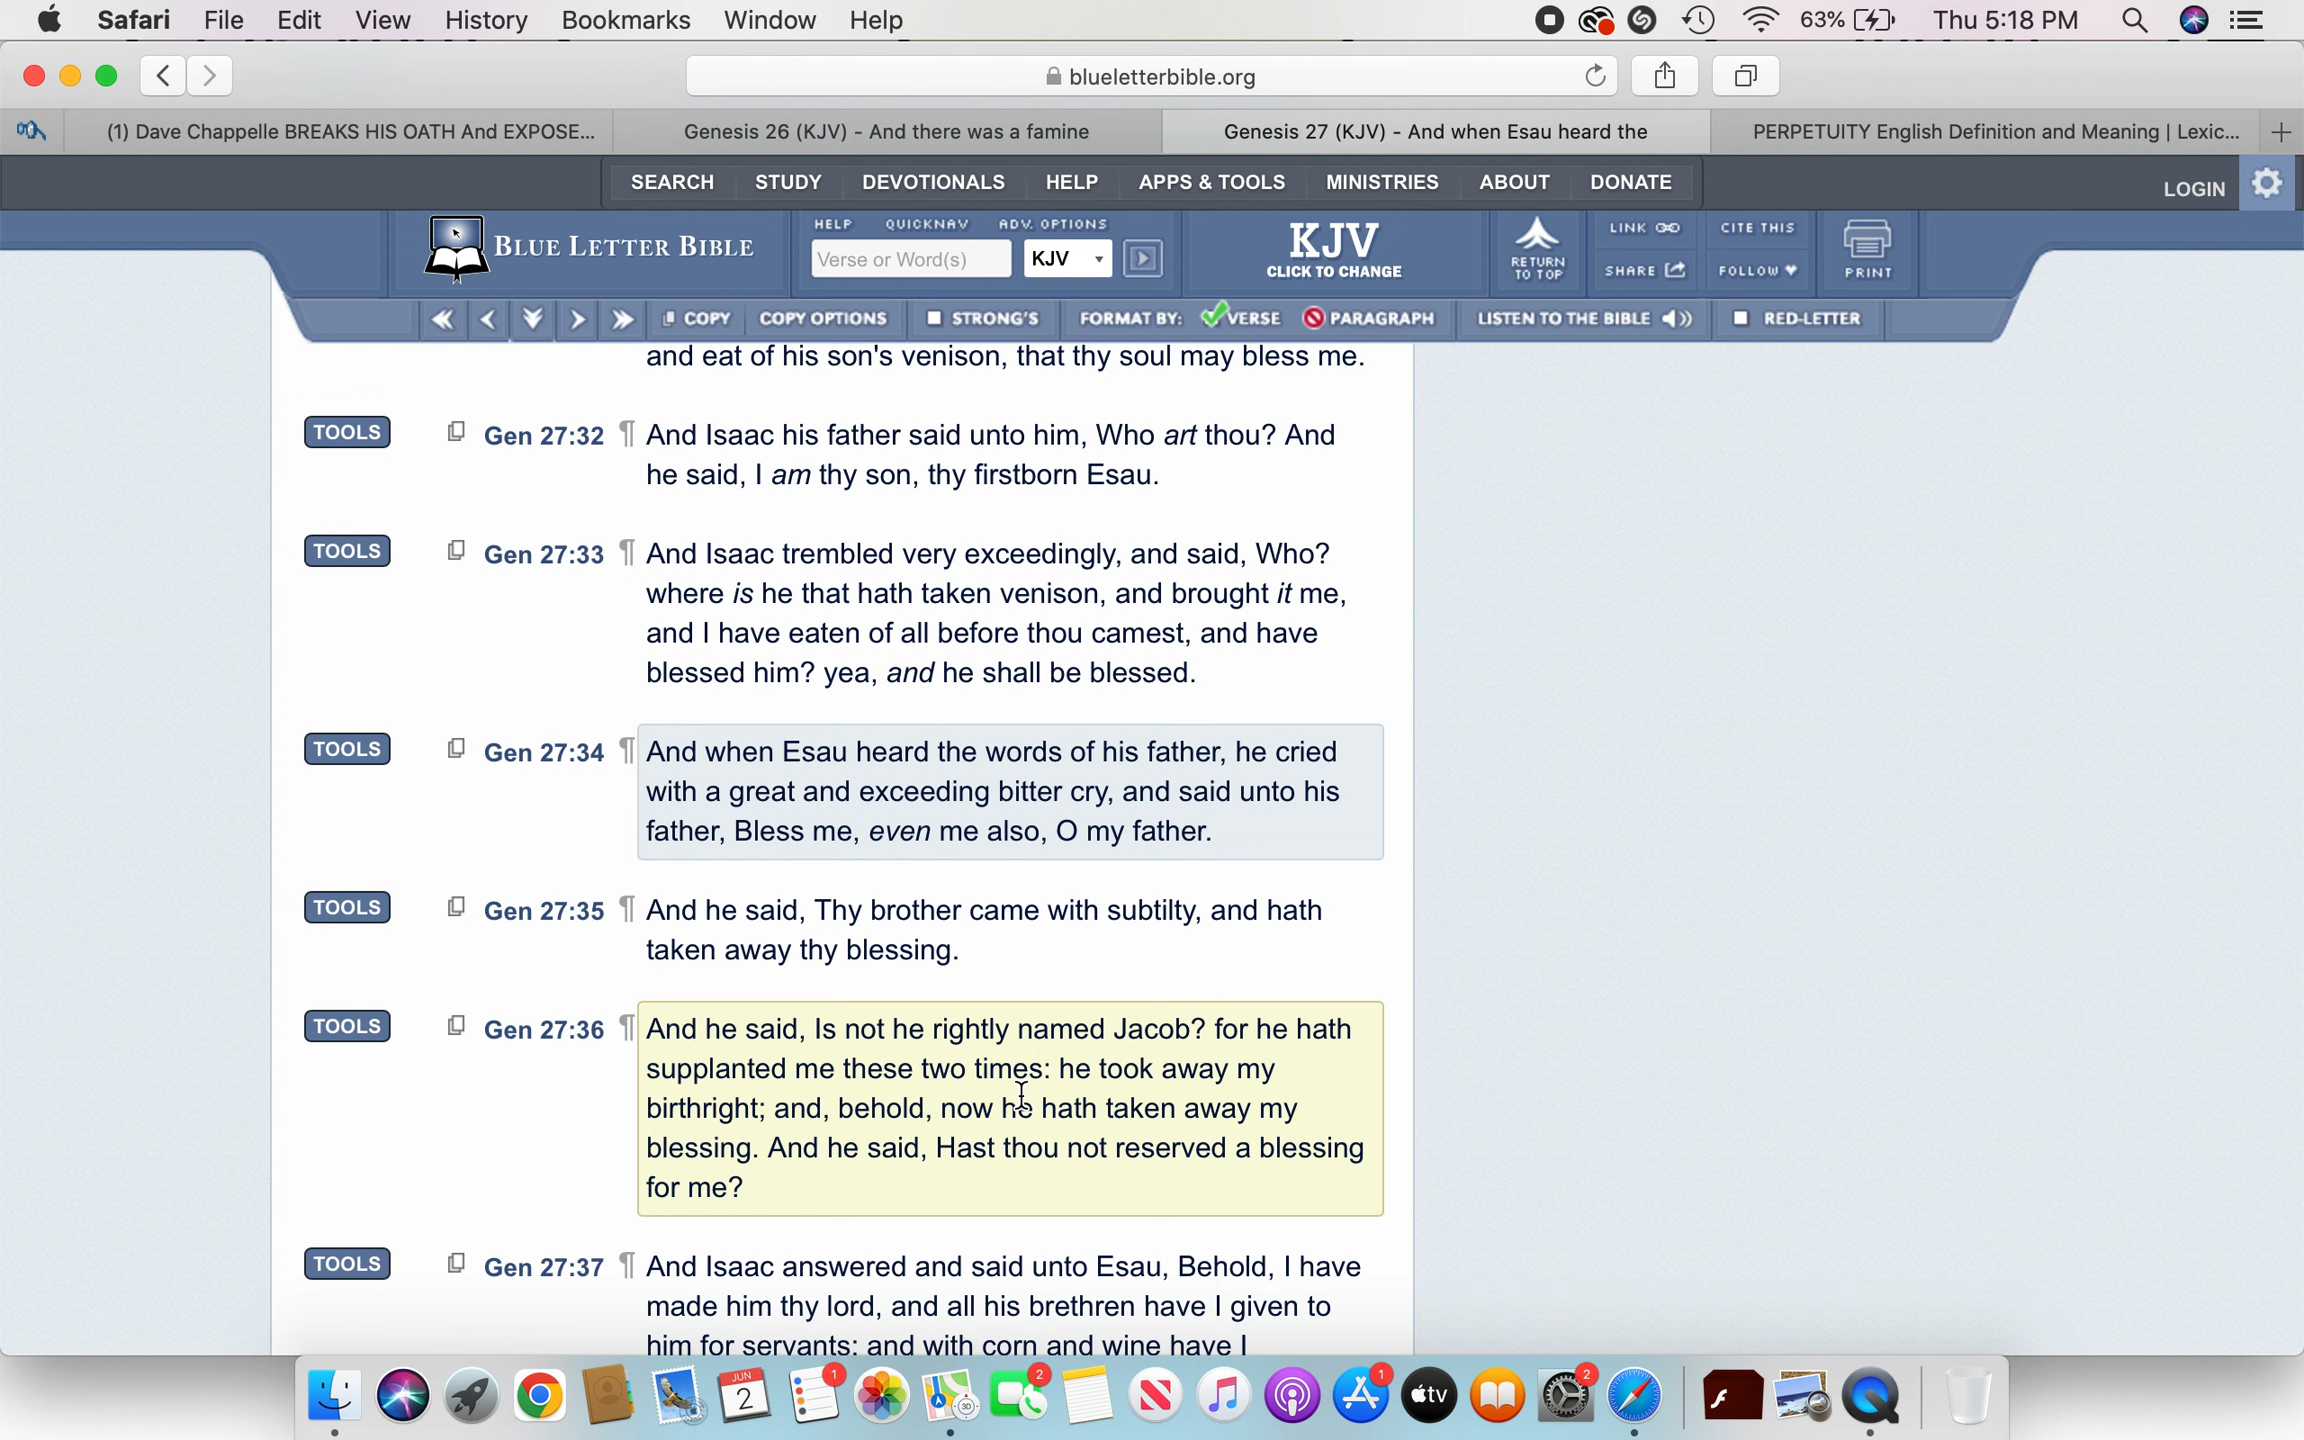 Safari File Edit View History Bookmarks Window Help 63% Thu 5:18 PM
blueletterbible.org
(1) Dave Chappelle BREAKS HIS OATH And EXPOSE... Genesis 26 (KJV) - And there was a famine Genesis 27 (KJV) - And when Esau heard the PERPETUITY English Definition and Meaning | Lexic...
SEARCH STUDY DEVOTIONALS HELP APPS & TOOLS MINISTRIES ABOUT DONATE LOGIN
HELP QUICKNAV ADV. OPTIONS KJV LINK CITE THIS
BLUE LETTER BIBLE Verse or Word(s) KJV CLICK TO CHANGE RETURN TO TOP SHARE FOLLOW PRINT
COPY COPY OPTIONS STRONG'S FORMAT BY: VERSE PARAGRAPH LISTEN TO THE BIBLE RED-LETTER
and eat of his son's venison, that thy soul may bless me.
TOOLS Gen 27:32 ¶ And Isaac his father said unto him, Who art thou? And
he said, I am thy son, thy firstborn Esau.
TOOLS Gen 27:33 ¶ And Isaac trembled very exceedingly, and said, Who?
where is he that hath taken venison, and brought it me,
and I have eaten of all before thou camest, and have
blessed him? yea, and he shall be blessed.
TOOLS Gen 27:34 ¶ And when Esau heard the words of his father, he cried
with a great and exceeding bitter cry, and said unto his
father, Bless me, even me also, O my father.
TOOLS Gen 27:35 ¶ And he said, Thy brother came with subtilty, and hath
taken away thy blessing.
TOOLS Gen 27:36 ¶ And he said, Is not he rightly named Jacob? for he hath
supplanted me these two times: he took away my
birthright; and, behold, now he hath taken away my
blessing. And he said, Hast thou not reserved a blessing
for me?
TOOLS Gen 27:37 ¶ And Isaac answered and said unto Esau, Behold, I have
made him thy lord, and all his brethren have I given to
him for servants; and with corn and wine have I
JUN 2 1 3D 2 1 tv 2